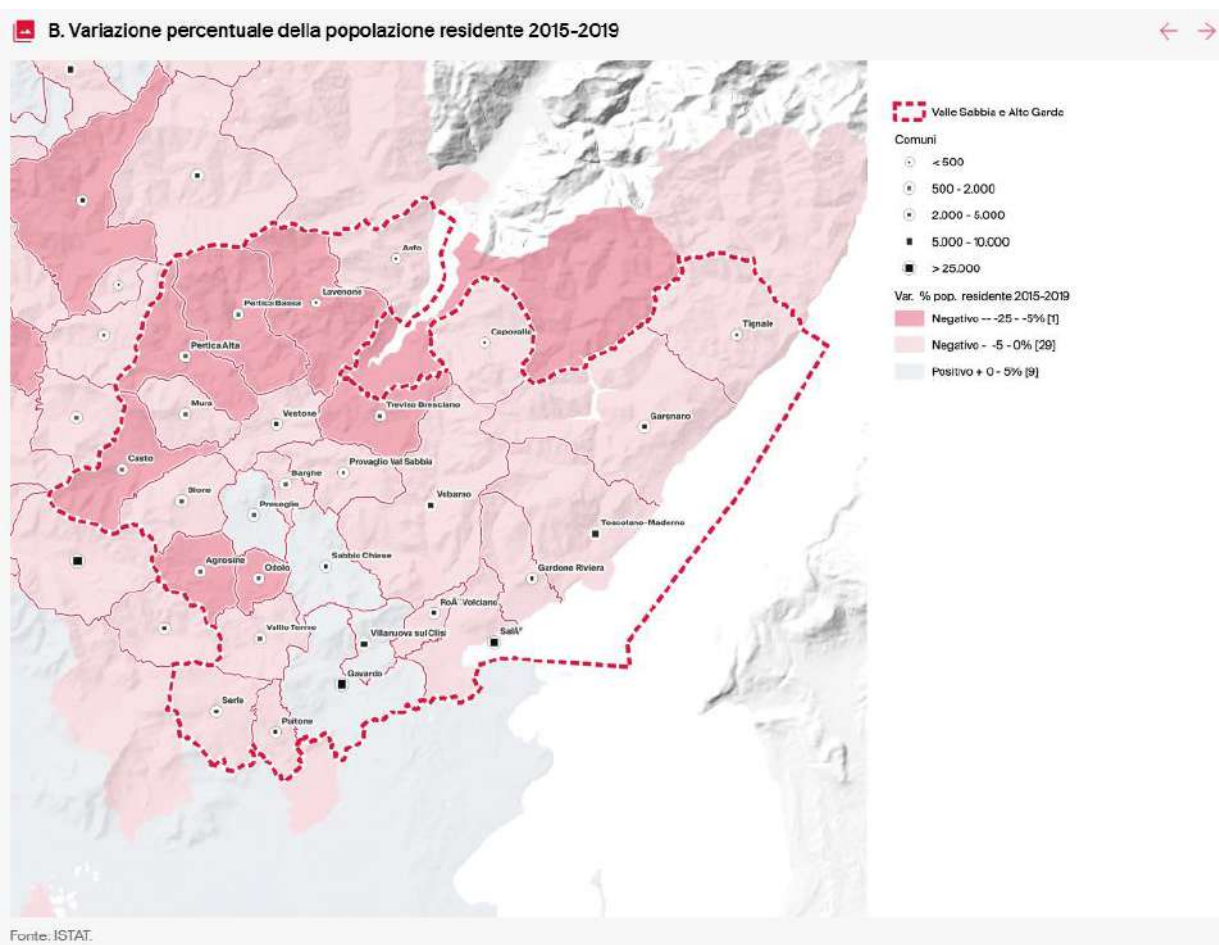 B. Variazione percentuale della popolazione residente 2015-2019
Valle Sabbia e Alto Garda
Comuni
< 500
500 - 2.000
2.000 - 5.000
5.000 - 10.000
> 25.000
Var. % pop. residente 2015-2019
Negativo -- -25 - -5% [1]
Negativo - -5 - 0% [29]
Positivo + 0 - 5% [9]
Anfo
Lavenone
Pertica Bassa
Tignale
Capovalle
Pertica Alta
Mura
Vestone
Treviso Bresciano
Gargnano
Casto
Barghe
Provaglio Val Sabbia
Bione
Vobarno
Preseglie
Toscolano-Maderno
Sabbio Chiese
Agrosine
Odolo
Gardone Riviera
RoÃ¨ Volciano
Vallio Terme
Villanuova sul Clisi
SalÃ²
Gavardo
Serle
Paitone
Fonte: ISTAT.